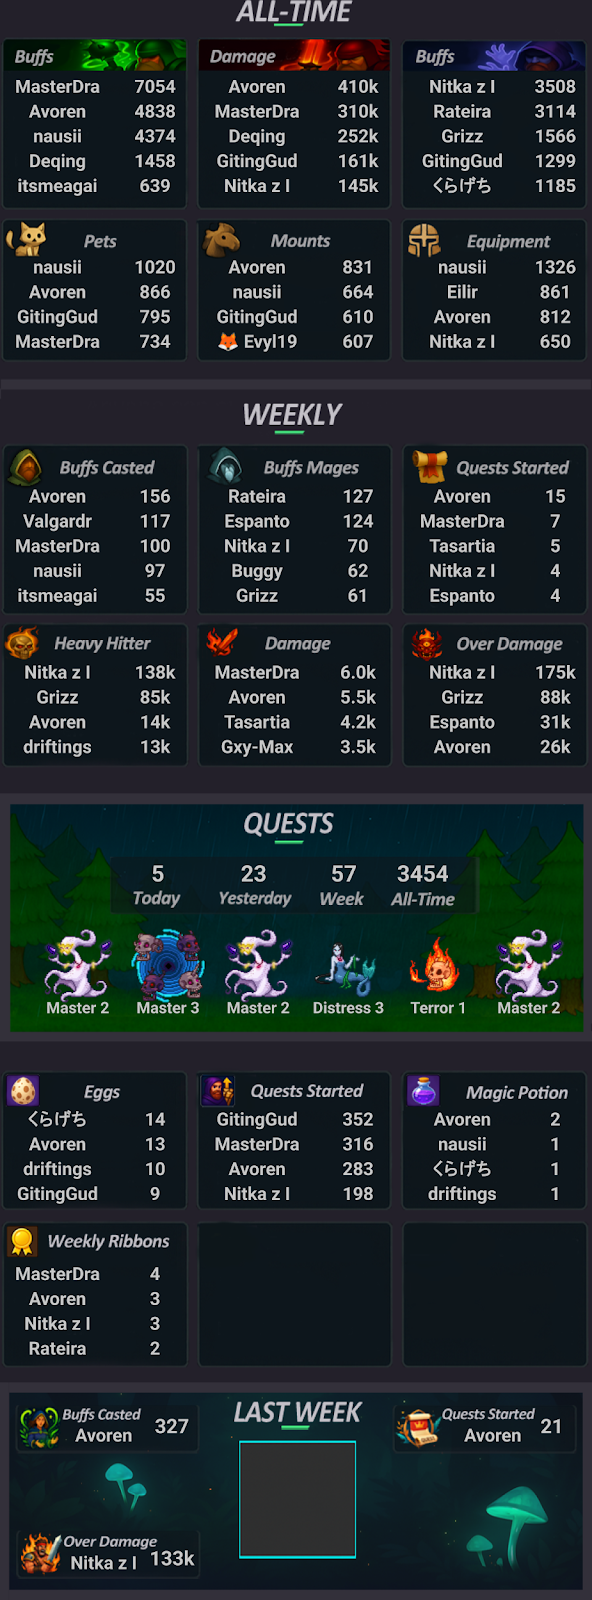 ALL-TIME
Buffs
MasterDra 7054
Avoren 4838
nausii 4374
Deqing 1458
itsmeagai 639
Damage
Avoren 410k
MasterDra 310k
Deqing 252k
GitingGud 161k
Nitka z l 145k
Buffs
Nitka z l 3508
Rateira 3114
Grizz 1566
GitingGud 1299
くらげち 1185
Pets
nausii 1020
Avoren 866
GitingGud 795
MasterDra 734
Mounts
Avoren 831
nausii 664
GitingGud 610
🦊 Evyl19 607
Equipment
nausii 1326
Eilir 861
Avoren 812
Nitka z l 650
WEEKLY
Buffs Casted
Avoren 156
Valgardr 117
MasterDra 100
nausii 97
itsmeagai 55
Buffs Mages
Rateira 127
Espanto 124
Nitka z l 70
Buggy 62
Grizz 61
Quests Started
Avoren 15
MasterDra 7
Tasartia 5
Nitka z l 4
Espanto 4
Heavy Hitter
Nitka z l 138k
Grizz 85k
Avoren 14k
driftings 13k
Damage
MasterDra 6.0k
Avoren 5.5k
Tasartia 4.2k
Gxy-Max 3.5k
Over Damage
Nitka z l 175k
Grizz 88k
Espanto 31k
Avoren 26k
QUESTS
5 23 57 3454
Today Yesterday Week All-Time
Master 2 Master 3 Master 2 Distress 3 Terror 1 Master 2
Eggs
くらげち 14
Avoren 13
driftings 10
GitingGud 9
Quests Started
GitingGud 352
MasterDra 316
Avoren 283
Nitka z l 198
Magic Potion
Avoren 2
nausii 1
くらげち 1
driftings 1
Weekly Ribbons
MasterDra 4
Avoren 3
Nitka z l 3
Rateira 2
LAST WEEK
Buffs Casted
Avoren 327
Quests Started
Avoren 21
Over Damage
Nitka z l 133k